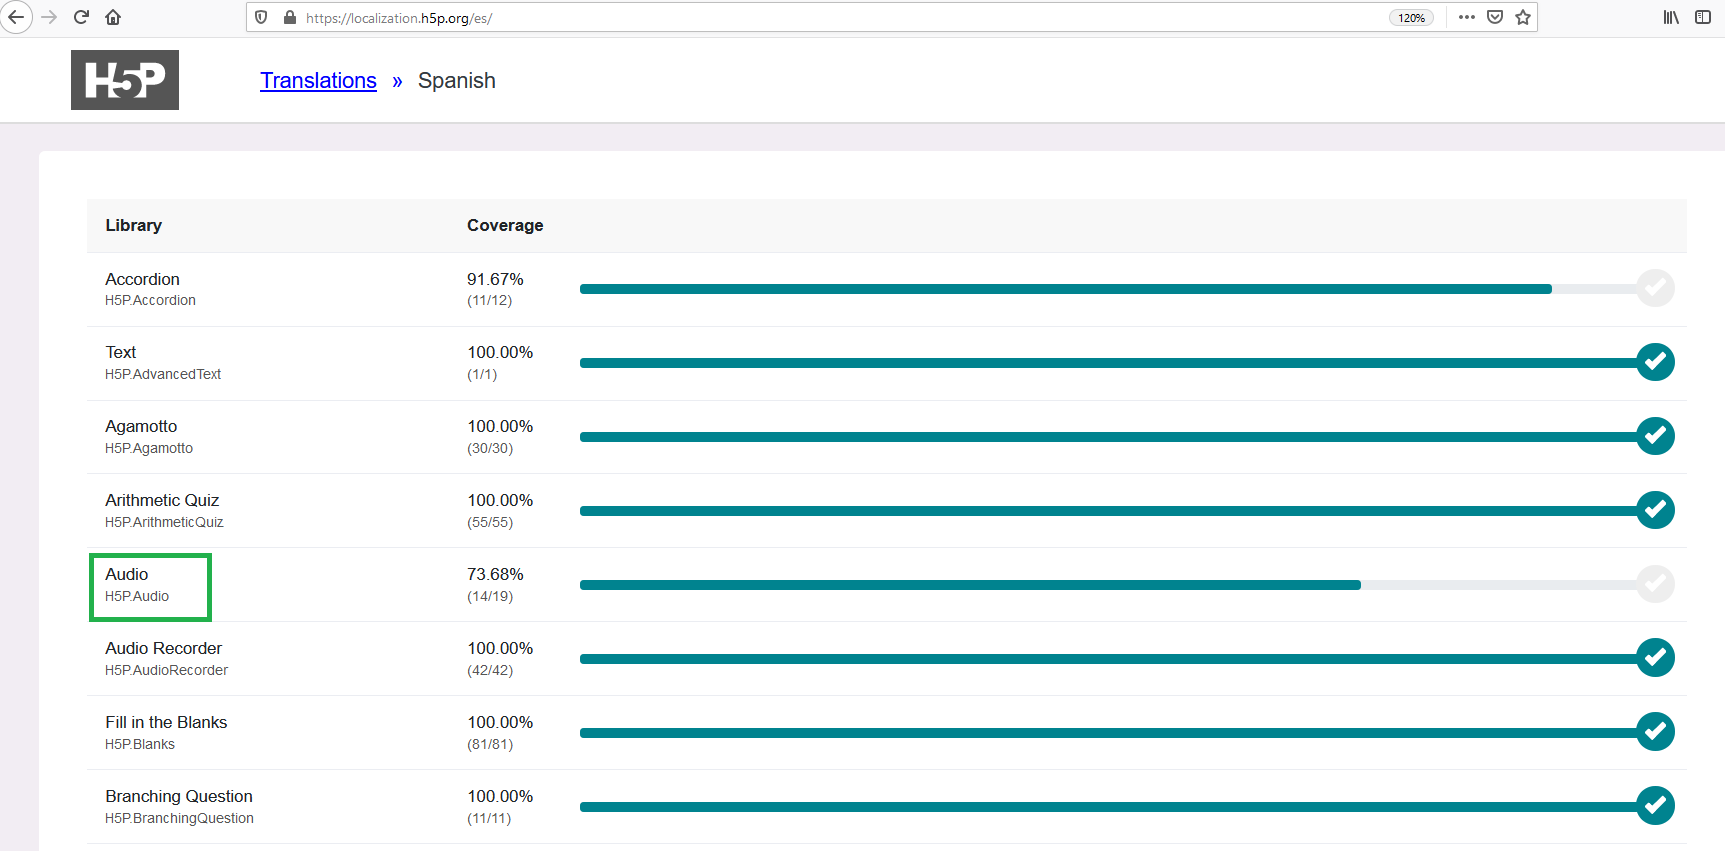 https://localization.h5p.org/es/
120%
H5P
Translations » Spanish
Library Coverage
Accordion 91.67%
H5P.Accordion (11/12)
Text 100.00%
H5P.AdvancedText (1/1)
Agamotto 100.00%
H5P.Agamotto (30/30)
Arithmetic Quiz 100.00%
H5P.ArithmeticQuiz (55/55)
Audio 73.68%
H5P.Audio (14/19)
Audio Recorder 100.00%
H5P.AudioRecorder (42/42)
Fill in the Blanks 100.00%
H5P.Blanks (81/81)
Branching Question 100.00%
H5P.BranchingQuestion (11/11)